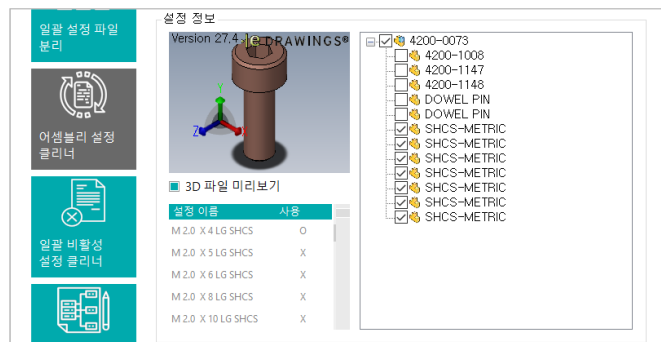 일괄 설정 파일
분리
어셈블리 설정
클리너
일괄 비활성
설정 클리너
설정 정보
Version 27.4.
e DRAWINGS®
Y
Z
X
3D 파일 미리보기
설정 이름 사용
M 2.0 X 4 LG SHCS O
M 2.0 X 5 LG SHCS X
M 2.0 X 6 LG SHCS X
M 2.0 X 8 LG SHCS X
M 2.0 X 10 LG SHCS X
4200-0073
4200-1008
4200-1147
4200-1148
DOWEL PIN
DOWEL PIN
SHCS-METRIC
SHCS-METRIC
SHCS-METRIC
SHCS-METRIC
SHCS-METRIC
SHCS-METRIC
SHCS-METRIC